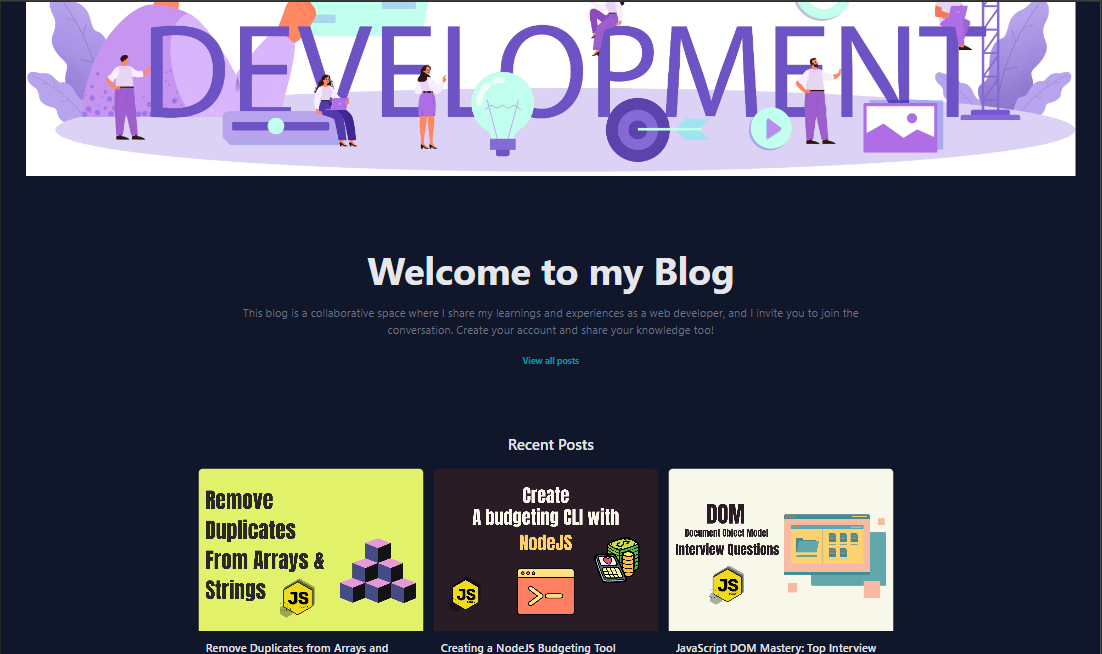 DEVELOPMENT
Welcome to my Blog
This blog is a collaborative space where I share my learnings and experiences as a web developer, and I invite you to join the
conversation. Create your account and share your knowledge too!
View all posts
Recent Posts
Remove
Duplicates
From Arrays &
Strings
JS
Create
A budgeting CLI with
NodeJS
JS
DOM
Document Object Model
Interview Questions
JS
Remove Duplicates from Arrays and
Creating a NodeJS Budgeting Tool
JavaScript DOM Mastery: Top Interview